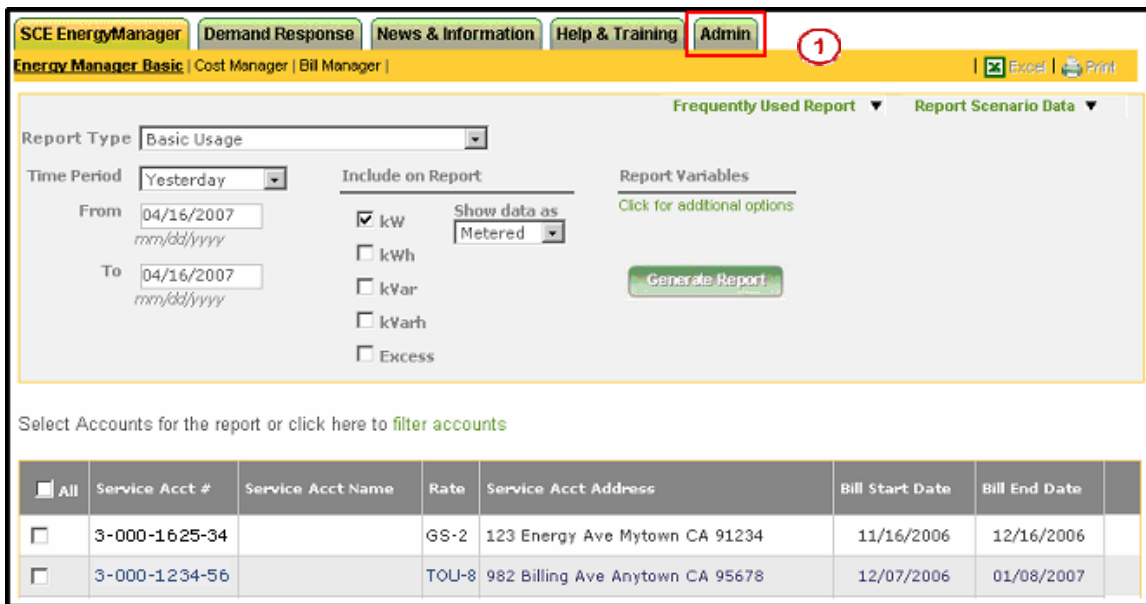 SCE EnergyManager Demand Response News & Information Help & Training Admin
1
Energy Manager Basic | Cost Manager | Bill Manager | | Excel | Print
Frequently Used Report ▼ Report Scenario Data ▼
Report Type Basic Usage
Time Period Yesterday Include on Report Report Variables
From 04/16/2007 kW Show data as Click for addtional options
mm/dd/yyyy Metered
kWh
To 04/16/2007 kVar Generate Report
mm/dd/yyyy
kVarh
Excess
Select Accounts for the report or click here to filter accounts
All Service Acct # Service Acct Name Rate Service Acct Address Bill Start Date Bill End Date
3-000-1625-34 GS-2 123 Energy Ave Mytown CA 91234 11/16/2006 12/16/2006
3-000-1234-56 TOU-8 982 Billing Ave Anytown CA 95678 12/07/2006 01/08/2007